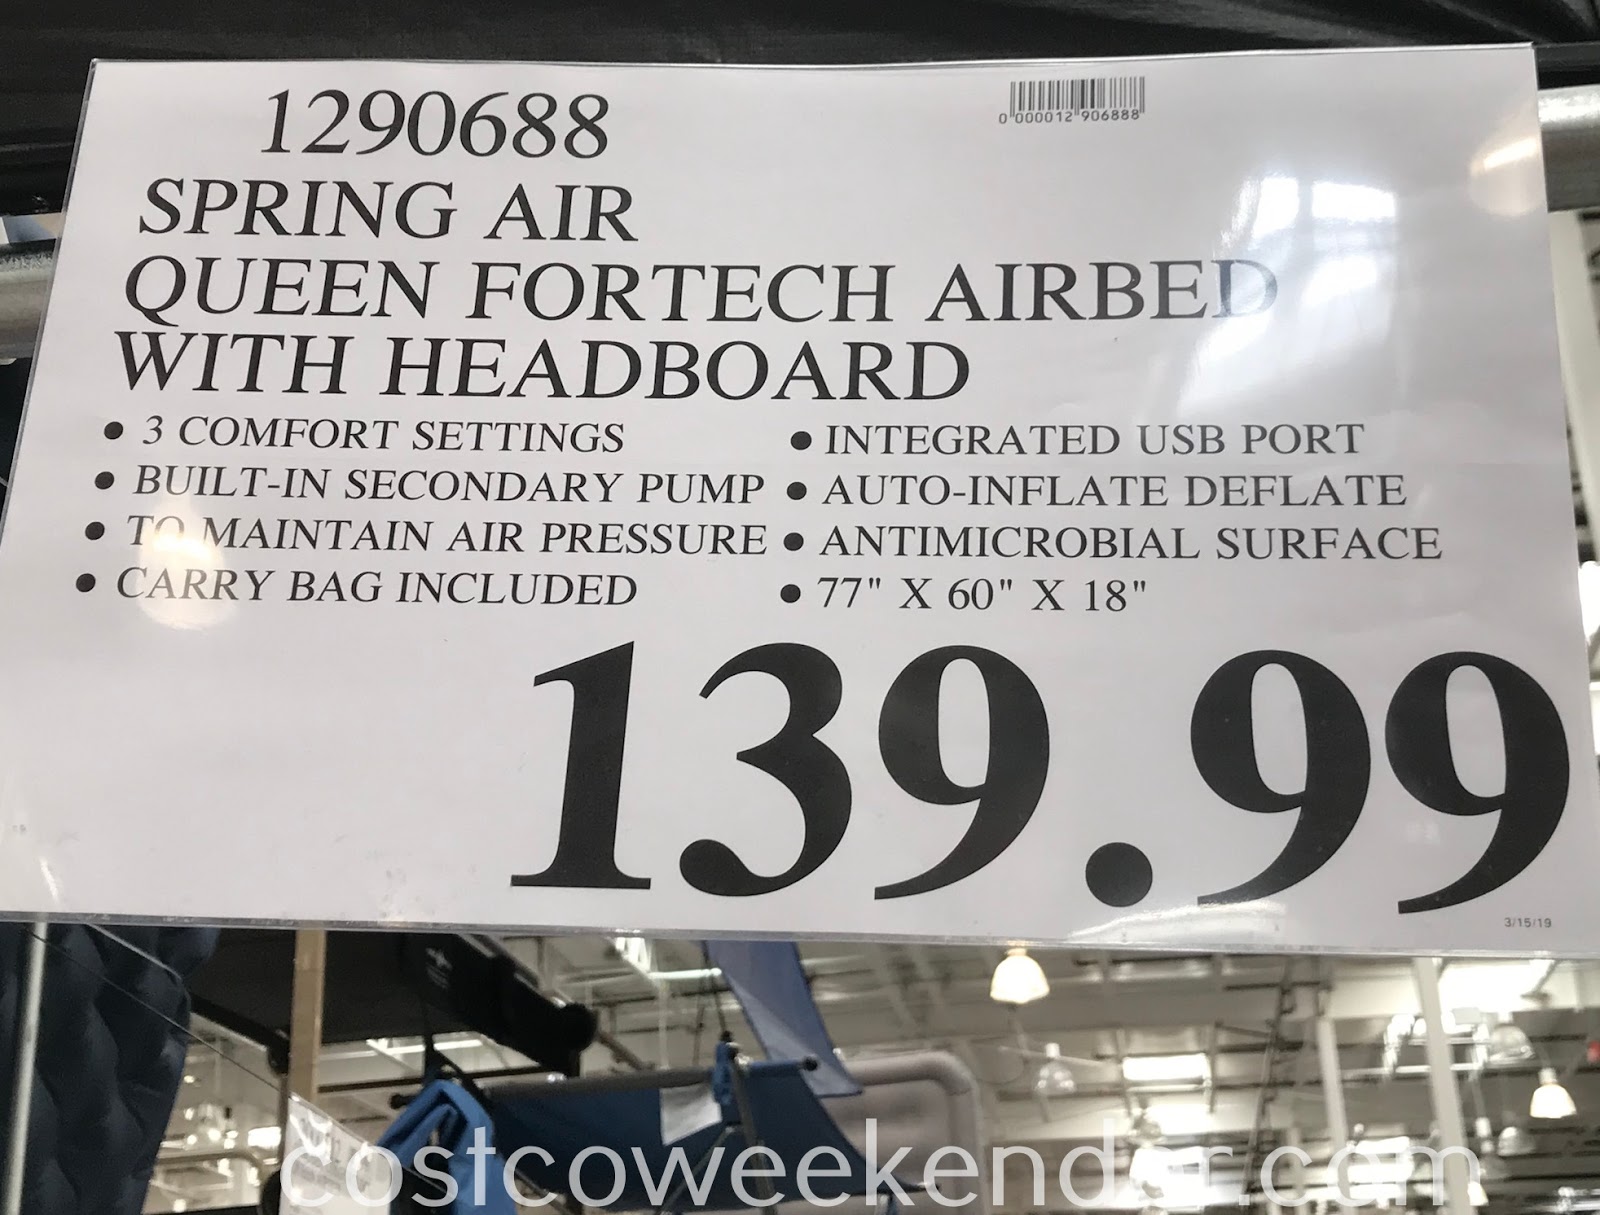 1290688
0 000012 906888
SPRING AIR
QUEEN FORTECH AIRBED
WITH HEADBOARD
• 3 COMFORT SETTINGS
• BUILT-IN SECONDARY PUMP
• TO MAINTAIN AIR PRESSURE
• CARRY BAG INCLUDED
• INTEGRATED USB PORT
• AUTO-INFLATE DEFLATE
• ANTIMICROBIAL SURFACE
• 77" X 60" X 18"
139.99
3/15/19
costcoweekender.com